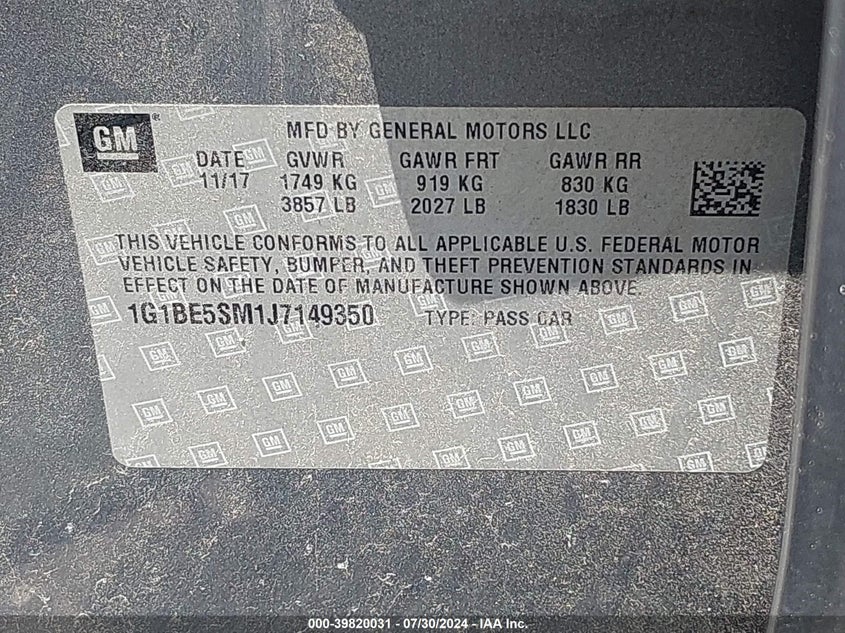 GM®
MFD BY GENERAL MOTORS LLC
DATE GVWR GAWR FRT GAWR RR
11/17 1749 KG 919 KG 830 KG
3857 LB 2027 LB 1830 LB
THIS VEHICLE CONFORMS TO ALL APPLICABLE U.S. FEDERAL MOTOR
VEHICLE SAFETY, BUMPER, AND THEFT PREVENTION STANDARDS IN
EFFECT ON THE DATE OF MANUFACTURE SHOWN ABOVE.
1G1BE5SM1J7149350 TYPE: PASS CAR
000-39820031 - 07/30/2024 - IAA Inc.